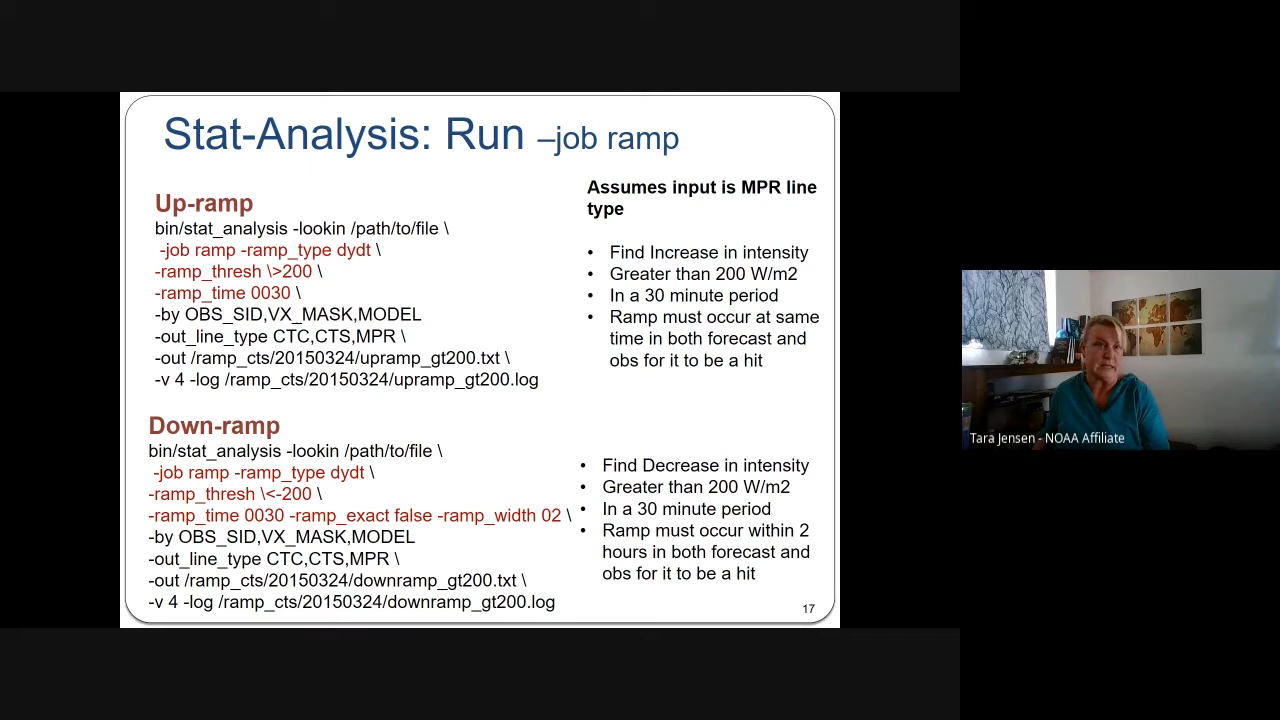 Stat-Analysis: Run –job ramp
Up-ramp
bin/stat_analysis -lookin /path/to/file \
-job ramp -ramp_type dydt \
-ramp_thresh \>200 \
-ramp_time 0030 \
-by OBS_SID,VX_MASK,MODEL
-out_line_type CTC,CTS,MPR \
-out /ramp_cts/20150324/upramp_gt200.txt \
-v 4 -log /ramp_cts/20150324/upramp_gt200.log
Assumes input is MPR line
type
• Find Increase in intensity
• Greater than 200 W/m2
• In a 30 minute period
• Ramp must occur at same
time in both forecast and
obs for it to be a hit
Down-ramp
bin/stat_analysis -lookin /path/to/file \
-job ramp -ramp_type dydt \
-ramp_thresh \<-200 \
-ramp_time 0030 -ramp_exact false -ramp_width 02 \
-by OBS_SID,VX_MASK,MODEL
-out_line_type CTC,CTS,MPR \
-out /ramp_cts/20150324/downramp_gt200.txt \
-v 4 -log /ramp_cts/20150324/downramp_gt200.log
• Find Decrease in intensity
• Greater than 200 W/m2
• In a 30 minute period
• Ramp must occur within 2
hours in both forecast and
obs for it to be a hit
17
Tara Jensen - NOAA Affiliate